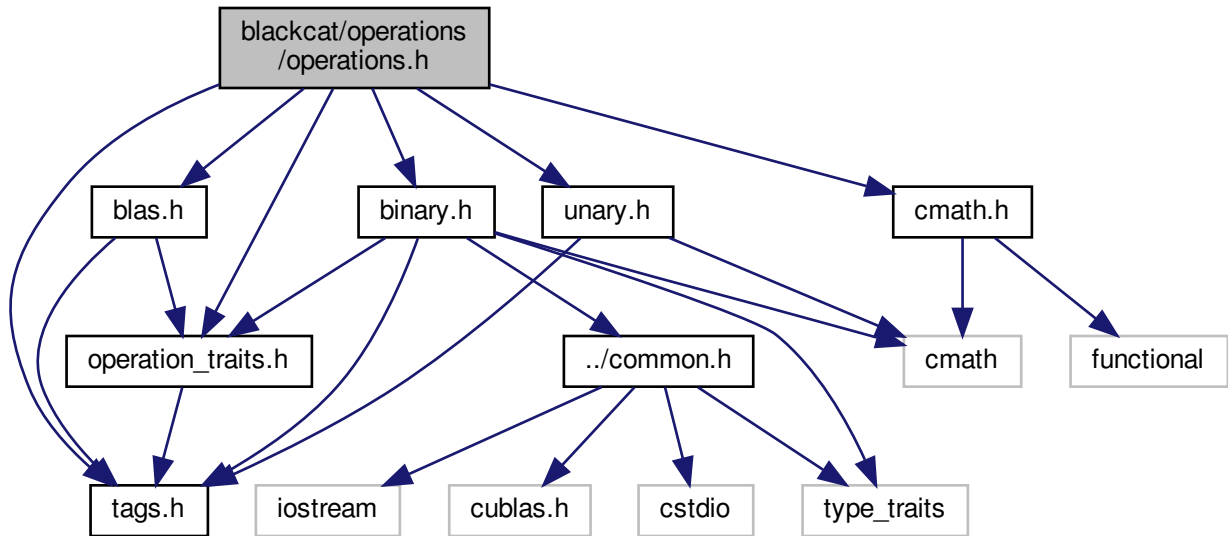 blackcat/operations
/operations.h
blas.h
binary.h
unary.h
cmath.h
operation_traits.h
../common.h
cmath
functional
tags.h
iostream
cublas.h
cstdio
type_traits